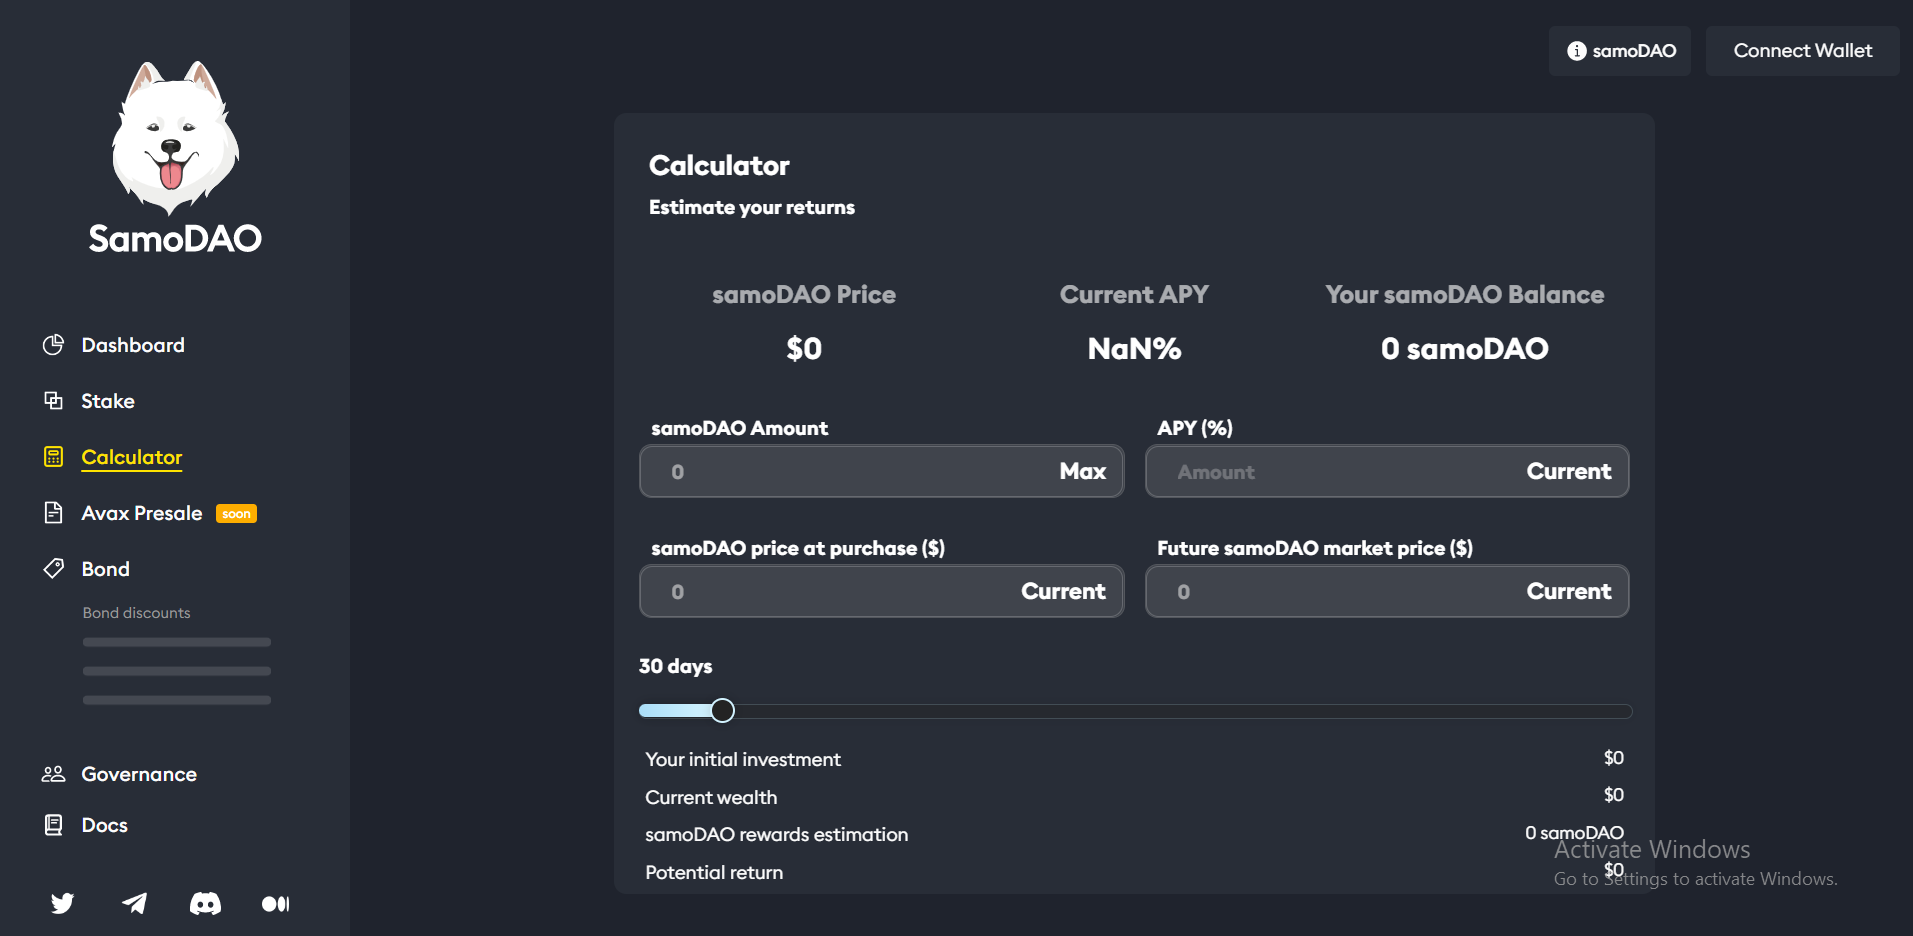 SamoDAO
Dashboard
Stake
Calculator
Avax Presale soon
Bond
Bond discounts
Governance
Docs
samoDAO
Connect Wallet
Calculator
Estimate your returns
samoDAO Price
$0
Current APY
NaN%
Your samoDAO Balance
0 samoDAO
samoDAO Amount
0 Max
APY (%)
Amount Current
samoDAO price at purchase ($)
0 Current
Future samoDAO market price ($)
0 Current
30 days
Your initial investment $0
Current wealth $0
samoDAO rewards estimation 0 samoDAO
Potential return $0
Activate Windows
Go to Settings to activate Windows.